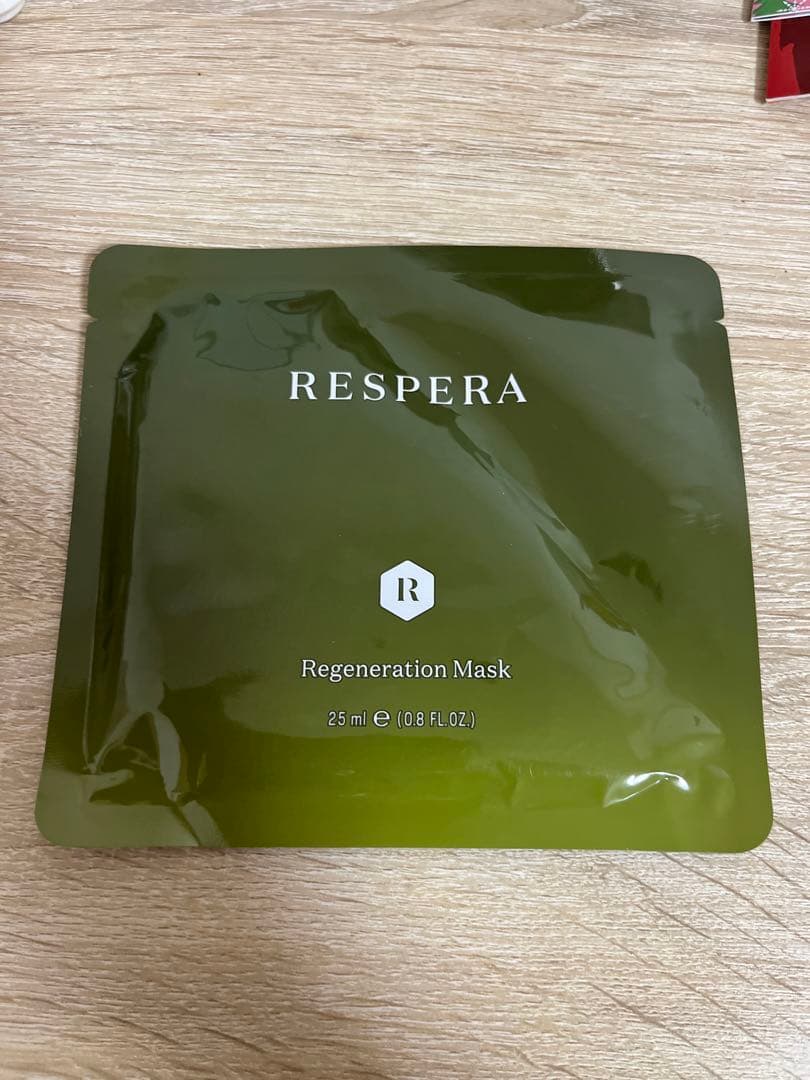 RESPERA
R
Regeneration Mask
25 ml ℮ (0.8 FL.OZ.)